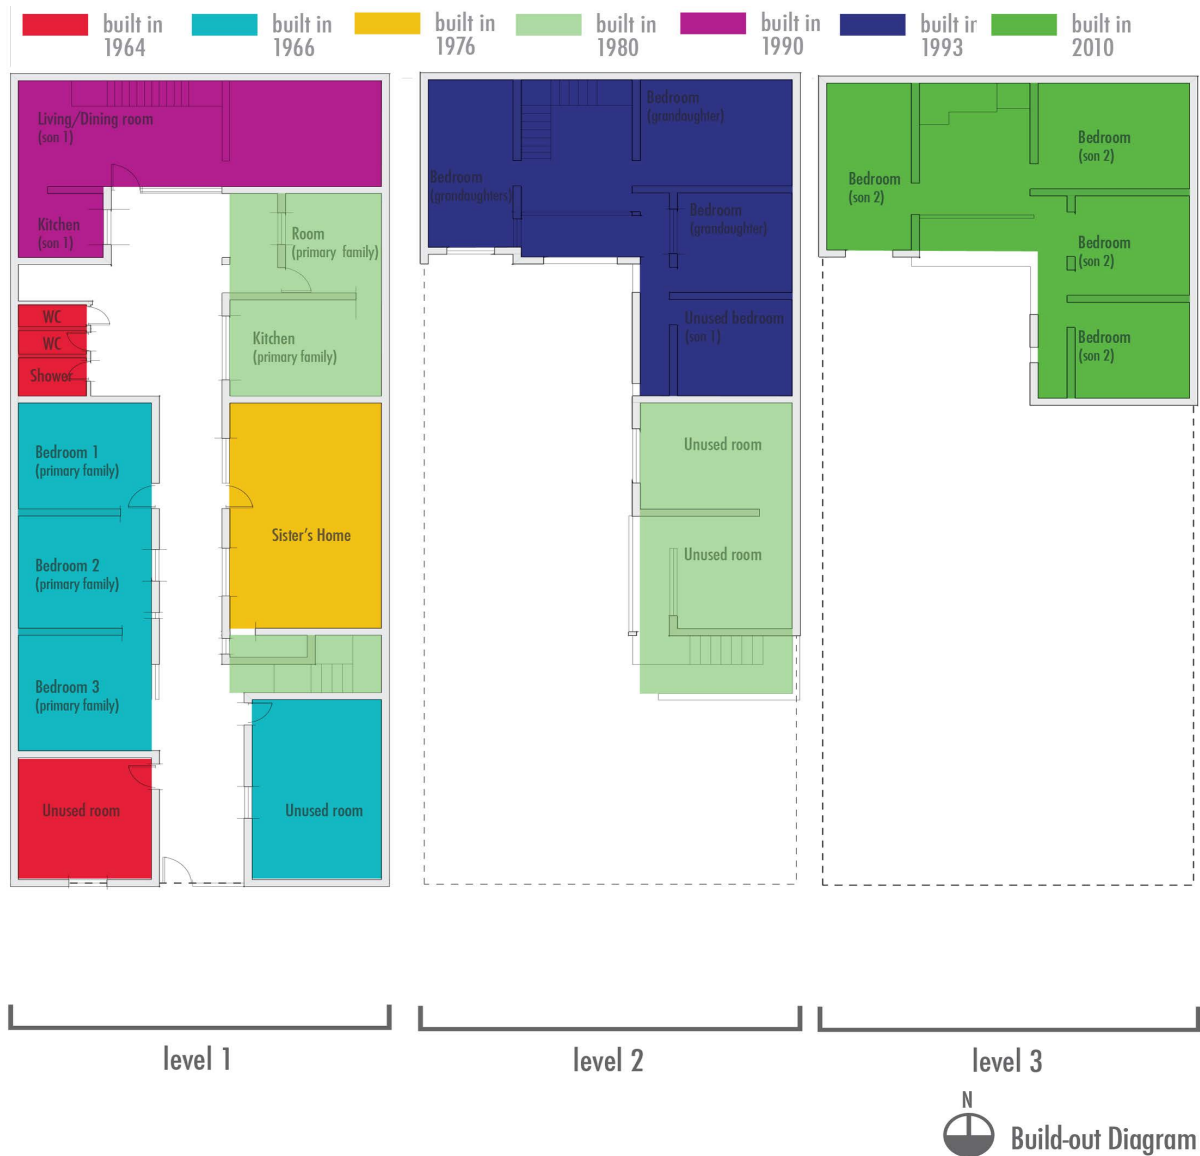 built in
1964
built in
1966
built in
1976
built in
1980
built in
1990
built in
1993
built in
2010
Living/Dining room
(son 1)
Kitchen
(son 1)
Room
(primary family)
WC
WC
Shower
Kitchen
(primary family)
Bedroom 1
(primary family)
Bedroom 2
(primary family)
Sister's Home
Bedroom 3
(primary family)
Unused room
Unused room
Bedroom
(grandaughter)
Bedroom
(grandaughters)
Bedroom
(grandaughter)
Unused bedroom
(son 1)
Unused room
Unused room
Bedroom
(son 2)
Bedroom
(son 2)
Bedroom
(son 2)
Bedroom
(son 2)
level 1
level 2
level 3
N
Build-out Diagram